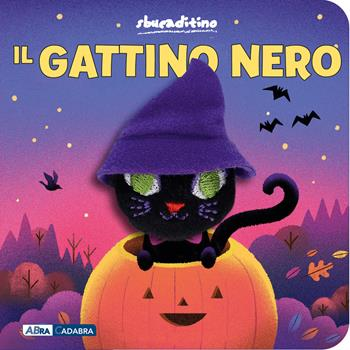 sbucaditino
IL GATTINO NERO
ABRA CADABRA